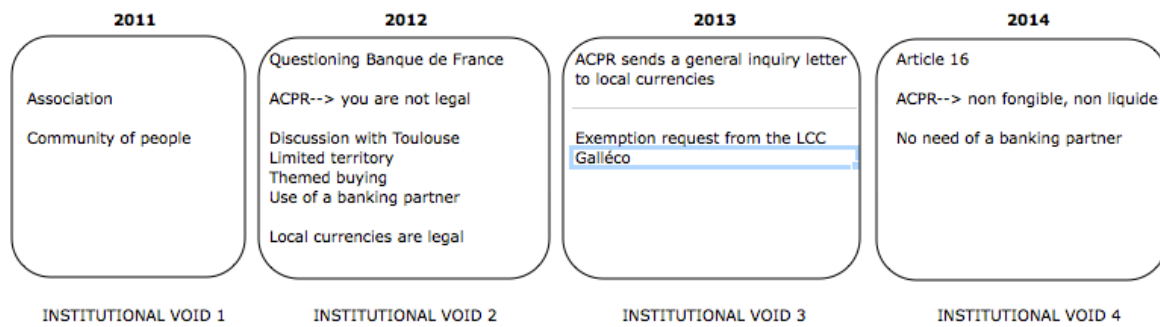 2011
Association
Community of people
INSTITUTIONAL VOID 1
2012
Questioning Banque de France
ACPR--> you are not legal
Discussion with Toulouse
Limited territory
Themed buying
Use of a banking partner
Local currencies are legal
INSTITUTIONAL VOID 2
2013
ACPR sends a general inquiry letter
to local currencies
Exemption request from the LCC
Galléco
INSTITUTIONAL VOID 3
2014
Article 16
ACPR--> non fongible, non liquide
No need of a banking partner
INSTITUTIONAL VOID 4